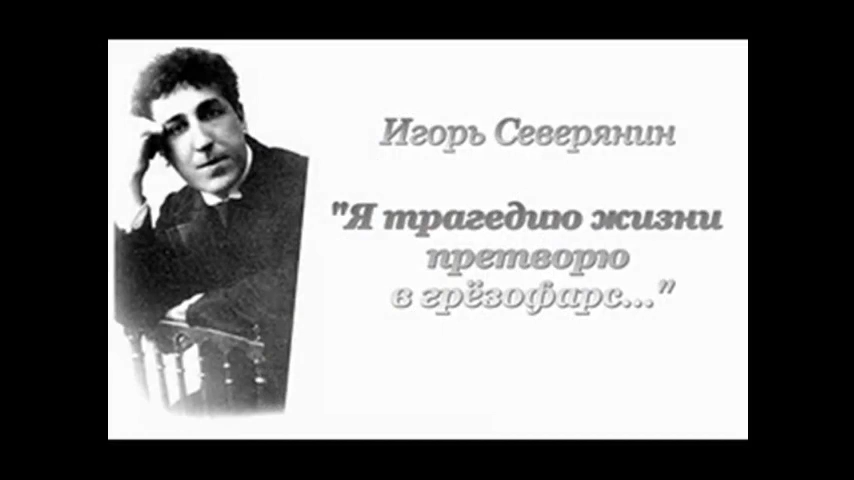 Игорь Северянин
"Я трагедию жизни
претворю
в грёзофарс..."